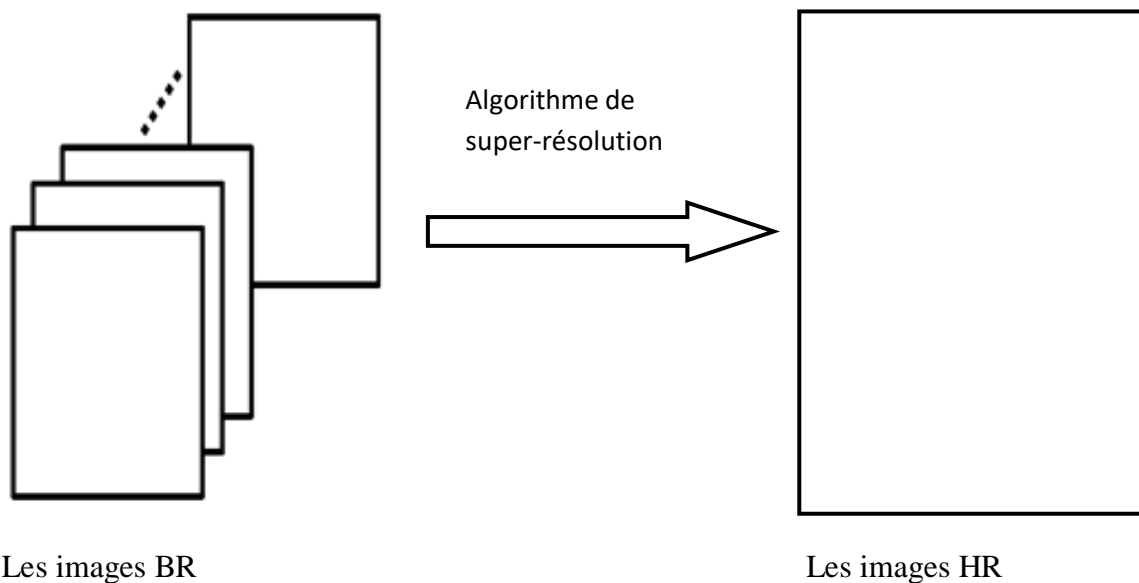 Algorithme de
super-résolution
Les images BR
Les images HR